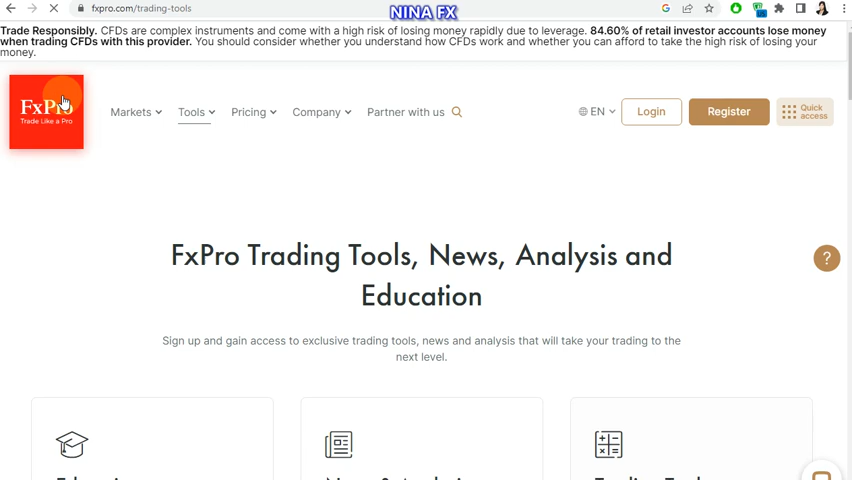 fxpro.com/trading-tools
NINA FX
Trade Responsibly. CFDs are complex instruments and come with a high risk of losing money rapidly due to leverage. 84.60% of retail investor accounts lose money
when trading CFDs with this provider. You should consider whether you understand how CFDs work and whether you can afford to take the high risk of losing your
money.
FxPro
Trade Like a Pro
Markets Tools Pricing Company Partner with us EN Login Register Quick
access
FxPro Trading Tools, News, Analysis and
Education
?
Sign up and gain access to exclusive trading tools, news and analysis that will take your trading to the
next level.